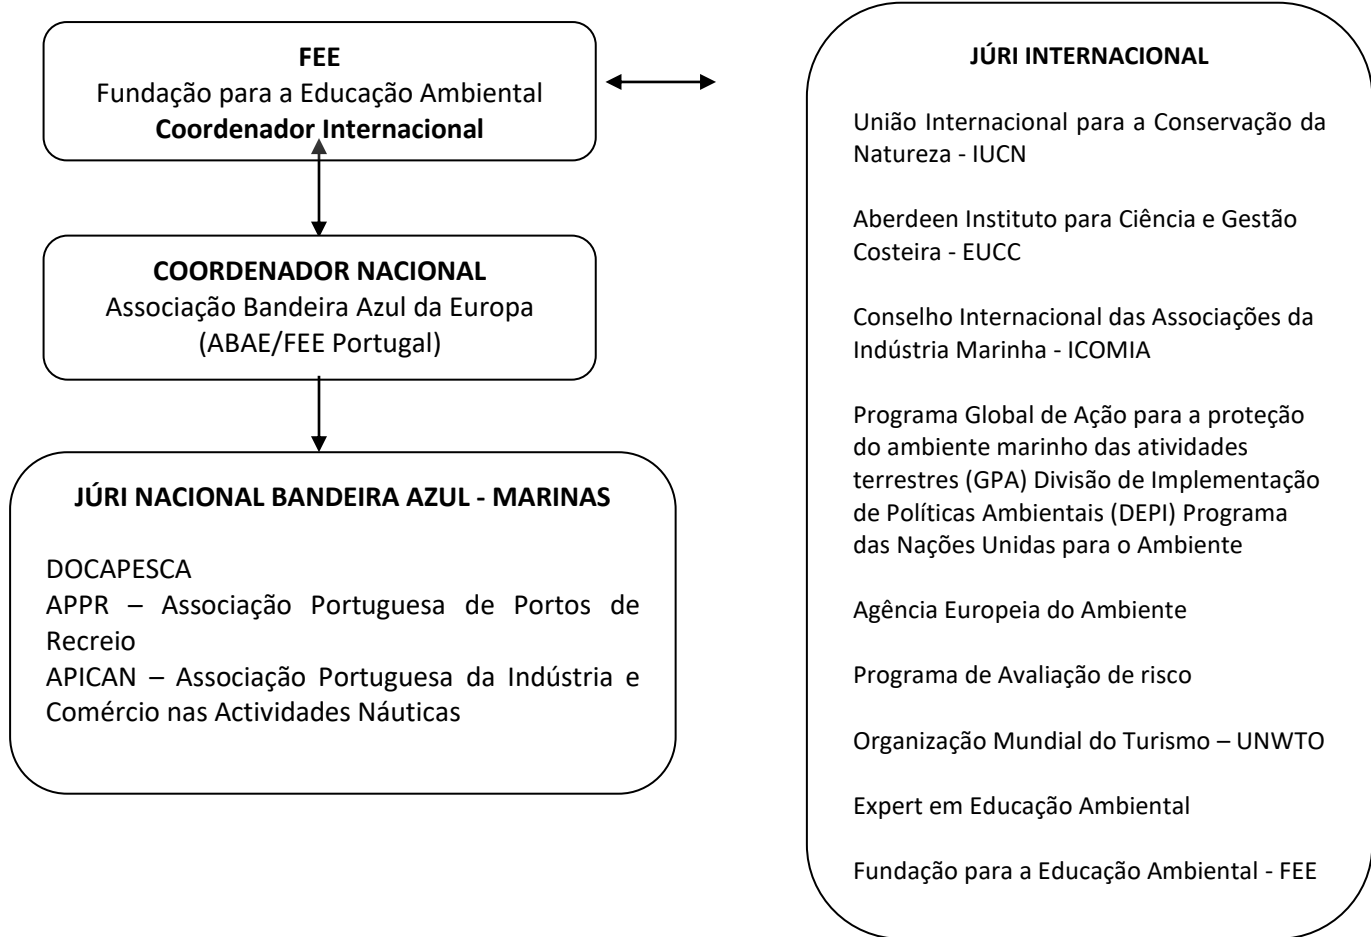 FEE
Fundação para a Educação Ambiental
Coordenador Internacional
COORDENADOR NACIONAL
Associação Bandeira Azul da Europa
(ABAE/FEE Portugal)
JÚRI NACIONAL BANDEIRA AZUL - MARINAS
DOCAPESCA
APPR – Associação Portuguesa de Portos de
Recreio
APICAN – Associação Portuguesa da Indústria e
Comércio nas Actividades Náuticas
JÚRI INTERNACIONAL
União Internacional para a Conservação da
Natureza - IUCN
Aberdeen Instituto para Ciência e Gestão
Costeira - EUCC
Conselho Internacional das Associações da
Indústria Marinha - ICOMIA
Programa Global de Ação para a proteção
do ambiente marinho das atividades
terrestres (GPA) Divisão de Implementação
de Políticas Ambientais (DEPI) Programa
das Nações Unidas para o Ambiente
Agência Europeia do Ambiente
Programa de Avaliação de risco
Organização Mundial do Turismo – UNWTO
Expert em Educação Ambiental
Fundação para a Educação Ambiental - FEE